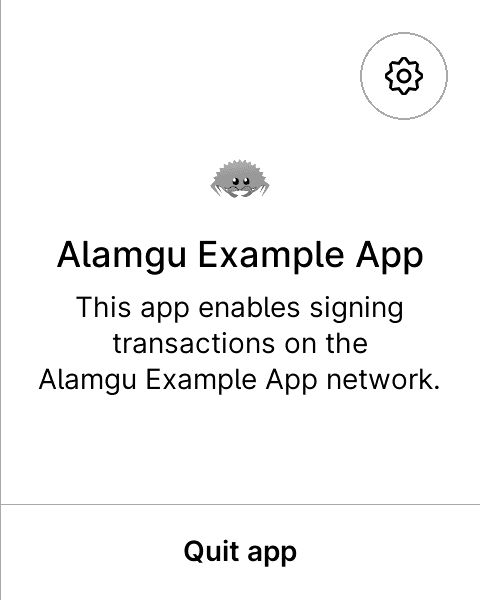 Alamgu Example App
This app enables signing
transactions on the
Alamgu Example App network.
Quit app